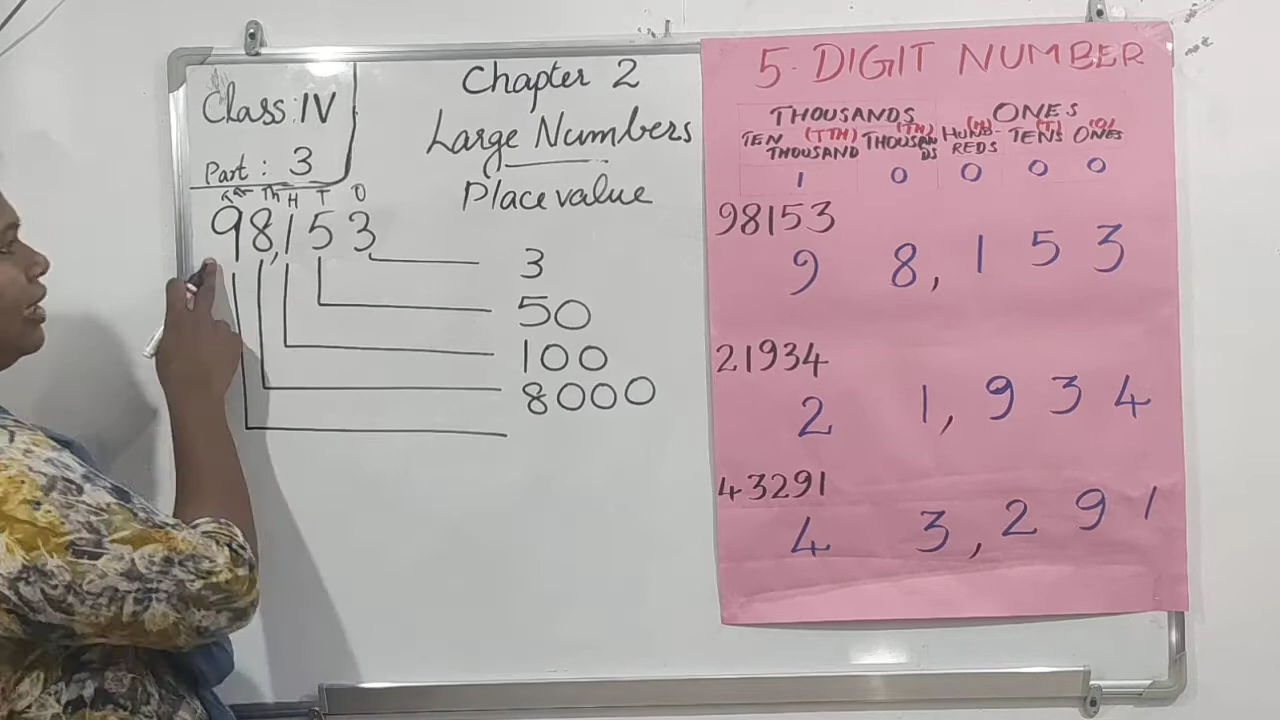 Class: IV
Part: 3
Chapter 2
Large Numbers
Place value
TTH Th H T O
98,153
3
50
100
8000
5-DIGIT NUMBER
THOUSANDS ONES
TEN THOUSAND (TTH) THOUSANDS (TH) HUNDREDS (H) TENS (T) ONES (O)
1 0 0 0 0
98153
9 8, 1 5 3
21934
2 1, 9 3 4
43291
4 3, 2 9 1